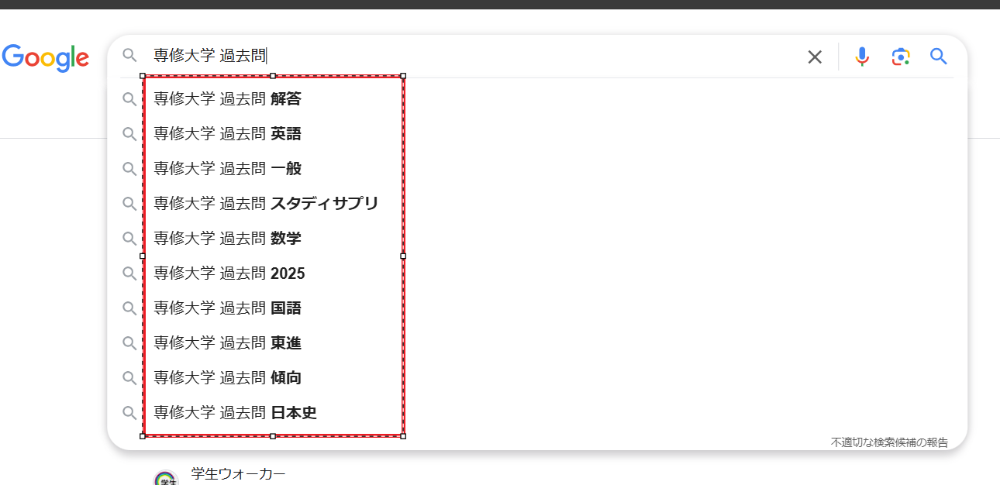 Google
専修大学 過去問
専修大学 過去問 解答
専修大学 過去問 英語
専修大学 過去問 一般
専修大学 過去問 スタディサプリ
専修大学 過去問 数学
専修大学 過去問 2025
専修大学 過去問 国語
専修大学 過去問 東進
専修大学 過去問 傾向
専修大学 過去問 日本史
不適切な検索候補の報告
学生ウォーカー
学生